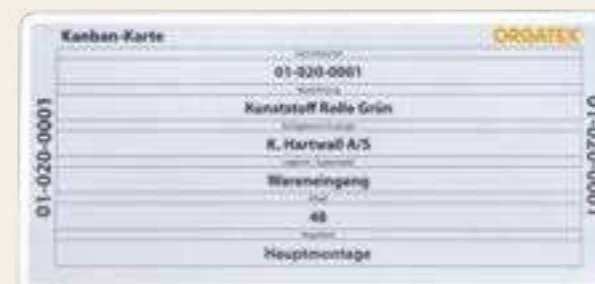 Kanban-Karte
ORGATEX
01-020-0001
Kunststoff Rolle Grün
K. Hartwall A/S
Wareneingang
48
Hauptmontage
01-020-0001
01-020-0001